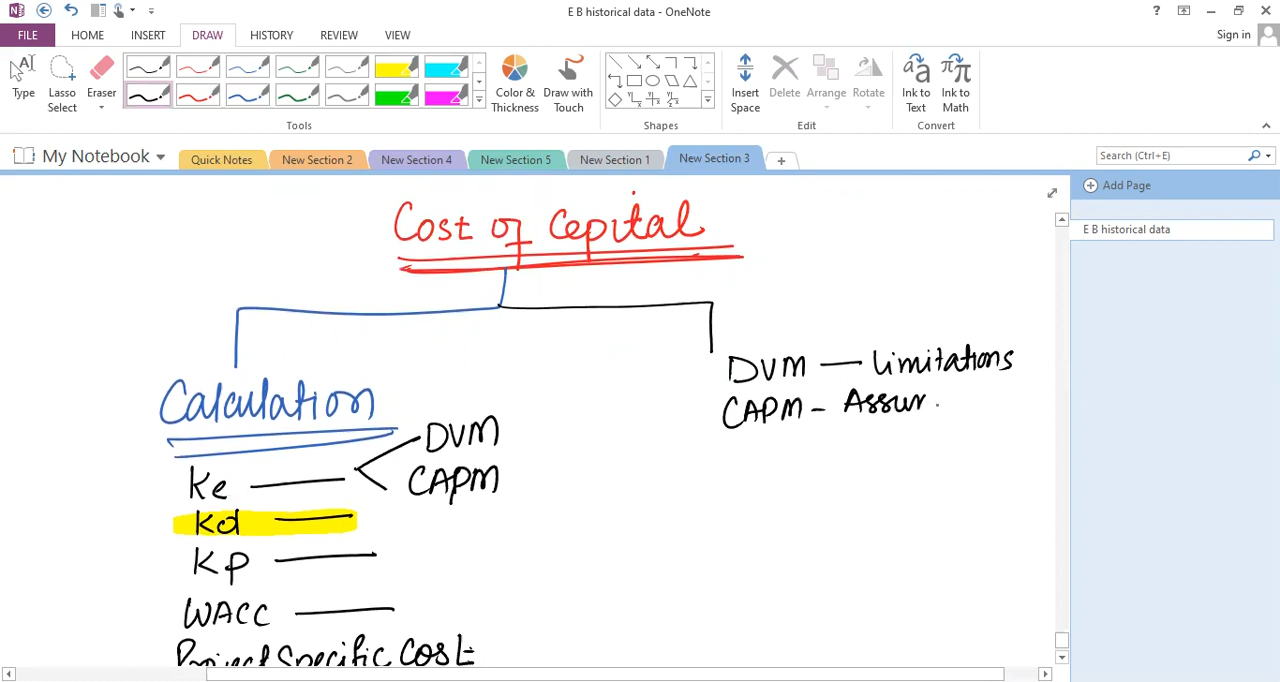 E B historical data - OneNote
?
Sign in
FILE HOME INSERT DRAW HISTORY REVIEW VIEW
Type
Lasso Select
Eraser
Color & Thickness
Draw with Touch
Insert Space
Delete
Arrange
Rotate
Ink to Text
Ink to Math
Tools
Shapes
Edit
Convert
My Notebook
Quick Notes New Section 2 New Section 4 New Section 5 New Section 1 New Section 3
Search (Ctrl+E)
Add Page
E B historical data
Cost of Cepital
Calculation
Ke
DVM
CAPM
Kd
Kp
WACC
Project Specific Cost
DVM — Limitations
CAPM - Assum